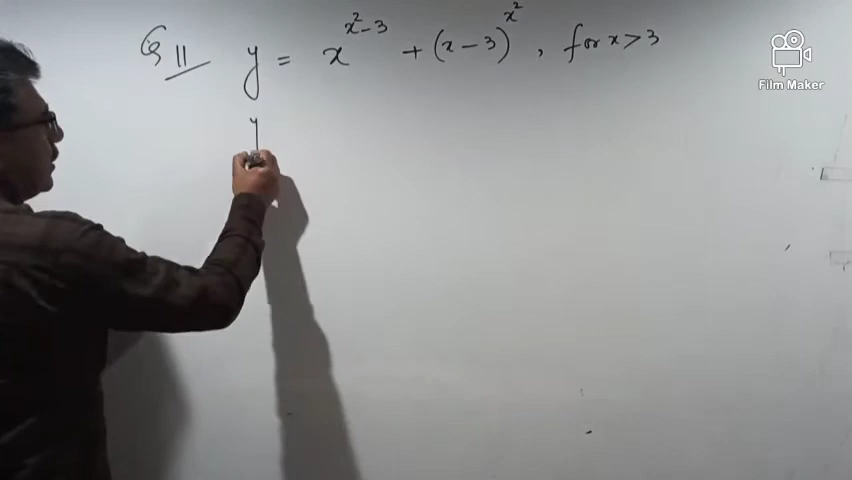 Q 11 y = x^{x²-3} + (x-3)^{x²}, for x > 3
Film Maker
y